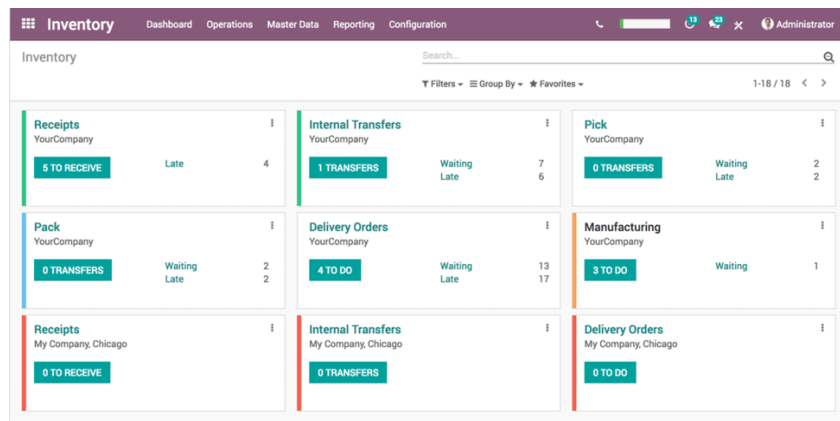 Inventory Dashboard Operations Master Data Reporting Configuration 13 23 Administrator
Inventory Search...
Filters Group By Favorites 1-18 / 18
Receipts
YourCompany
5 TO RECEIVE Late 4
Internal Transfers
YourCompany
1 TRANSFERS Waiting 7
Late 6
Pick
YourCompany
0 TRANSFERS Waiting 2
Late 2
Pack
YourCompany
0 TRANSFERS Waiting 2
Late 2
Delivery Orders
YourCompany
4 TO DO Waiting 13
Late 17
Manufacturing
YourCompany
3 TO DO Waiting 1
Receipts
My Company, Chicago
0 TO RECEIVE
Internal Transfers
My Company, Chicago
0 TRANSFERS
Delivery Orders
My Company, Chicago
0 TO DO